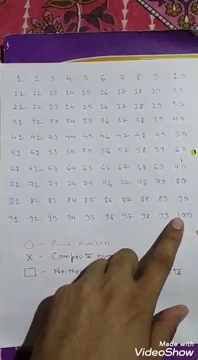 1 2 3 4 5 6 7 8 9 10
11 12 13 14 15 16 17 18 19 20
21 22 23 24 25 26 27 28 29 30
31 32 33 34 35 36 37 38 39 40
41 42 43 44 45 46 47 48 49 50
51 52 53 54 55 56 57 58 59 60
61 62 63 64 65 66 67 68 69 70
71 72 73 74 75 76 77 78 79 80
81 82 83 84 85 86 87 88 89 90
91 92 93 94 95 96 97 98 99 100
- Prime numbers
X - Composite
- Neither